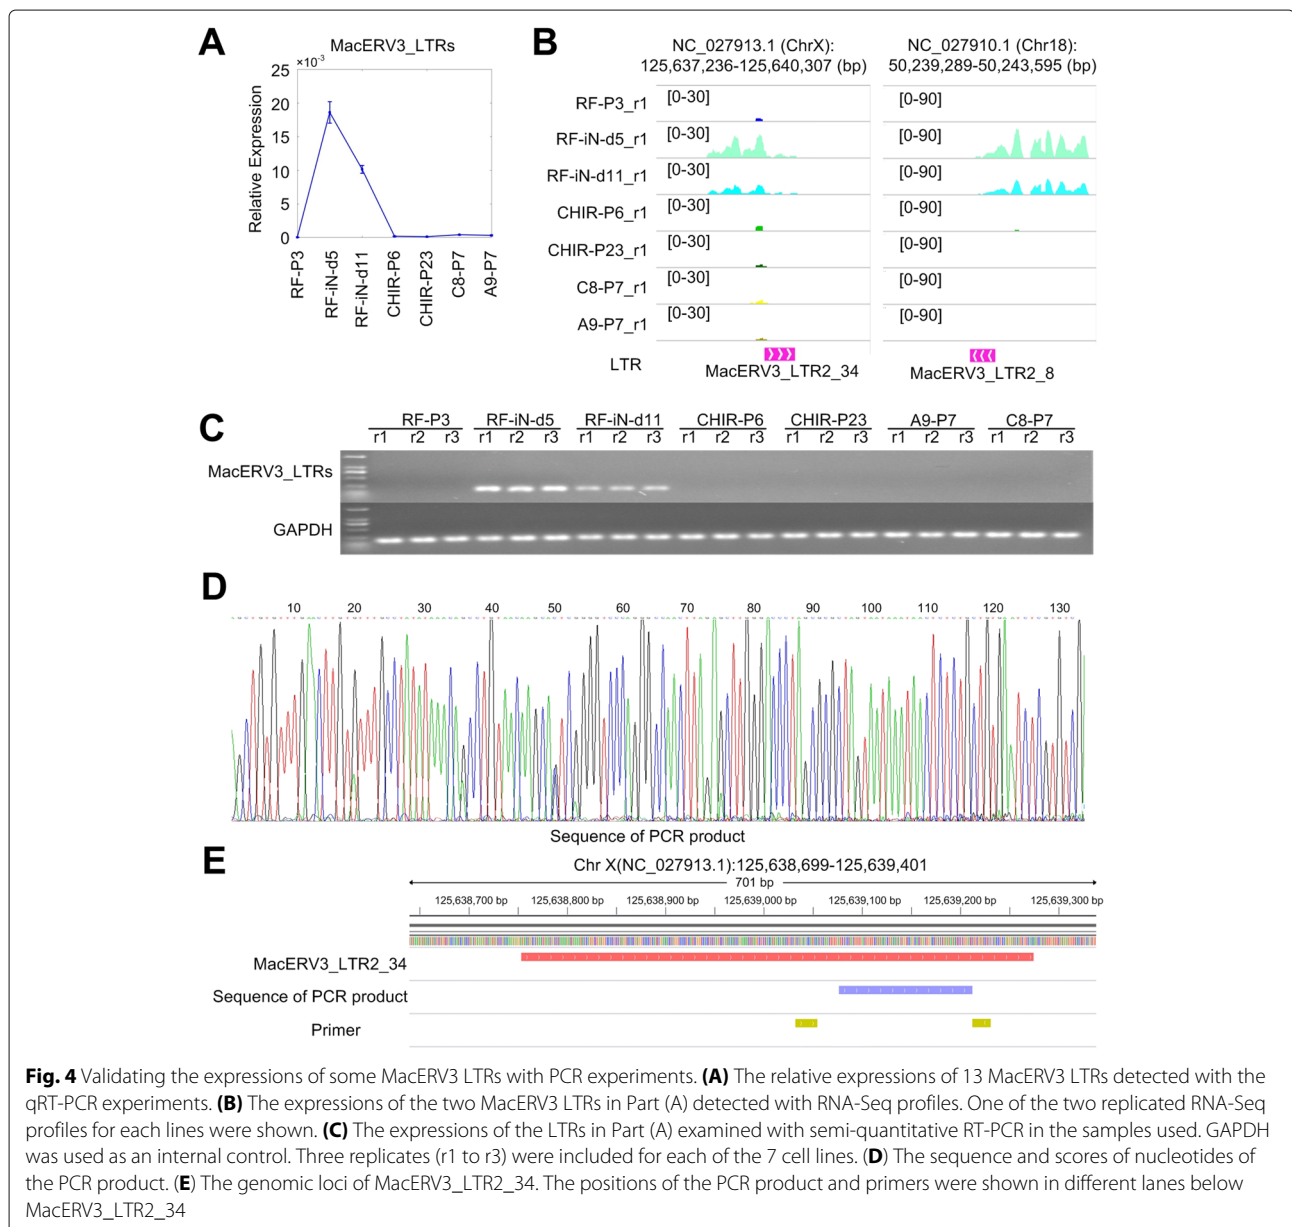 A
MacERV3_LTRs
×10⁻³
25
20
15
10
5
0
Relative Expression
RF-P3
RF-iN-d5
RF-iN-d11
CHIR-P6
CHIR-P23
C8-P7
A9-P7
B
NC_027913.1 (ChrX):
125,637,236-125,640,307 (bp)
NC_027910.1 (Chr18):
50,239,289-50,243,595 (bp)
RF-P3_r1 [0-30] [0-90]
RF-iN-d5_r1 [0-30] [0-90]
RF-iN-d11_r1 [0-30] [0-90]
CHIR-P6_r1 [0-30] [0-90]
CHIR-P23_r1 [0-30] [0-90]
C8-P7_r1 [0-30] [0-90]
A9-P7_r1 [0-30] [0-90]
LTR
MacERV3_LTR2_34 MacERV3_LTR2_8
C
RF-P3 RF-iN-d5 RF-iN-d11 CHIR-P6 CHIR-P23 A9-P7 C8-P7
r1 r2 r3 r1 r2 r3 r1 r2 r3 r1 r2 r3 r1 r2 r3 r1 r2 r3 r1 r2 r3
MacERV3_LTRs
GAPDH
D
10 20 30 40 50 60 70 80 90 100 110 120 130
Sequence of PCR product
E
Chr X(NC_027913.1):125,638,699-125,639,401
701 bp
125,638,700 bp 125,638,800 bp 125,638,900 bp 125,639,000 bp 125,639,100 bp 125,639,200 bp 125,639,300 bp
MacERV3_LTR2_34
Sequence of PCR product
Primer
Fig. 4 Validating the expressions of some MacERV3 LTRs with PCR experiments. (A) The relative expressions of 13 MacERV3 LTRs detected with the
qRT-PCR experiments. (B) The expressions of the two MacERV3 LTRs in Part (A) detected with RNA-Seq profiles. One of the two replicated RNA-Seq
profiles for each lines were shown. (C) The expressions of the LTRs in Part (A) examined with semi-quantitative RT-PCR in the samples used. GAPDH
was used as an internal control. Three replicates (r1 to r3) were included for each of the 7 cell lines. (D) The sequence and scores of nucleotides of
the PCR product. (E) The genomic loci of MacERV3_LTR2_34. The positions of the PCR product and primers were shown in different lanes below
MacERV3_LTR2_34